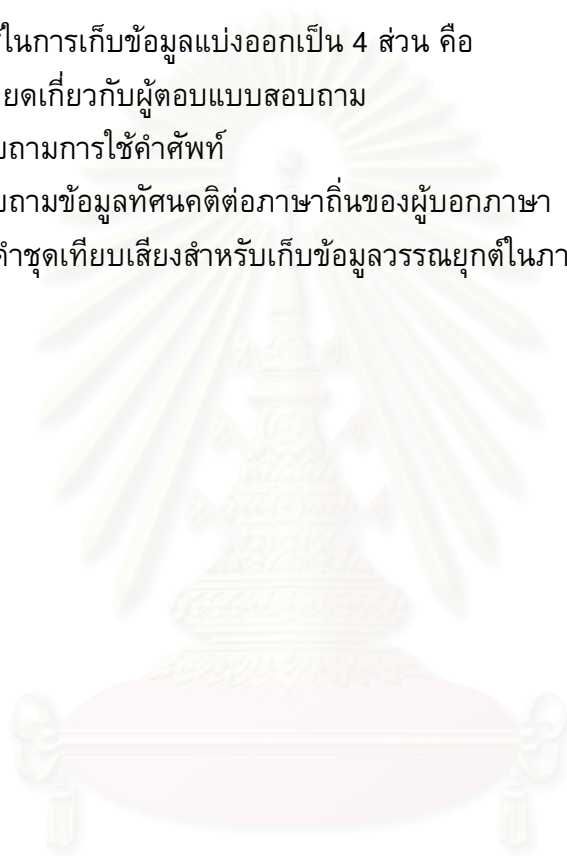 ในการเก็บข้อมูลแบ่งออกเป็น 4 ส่วน คือ
ยดเกี่ยวกับผู้ตอบแบบสอบถาม
บถามการใช้คำศัพท์
บถามข้อมูลทัศนคติต่อภาษาถิ่นของผู้บอกภาษา
คำชุดเทียบเสียงสำหรับเก็บข้อมูลวรรณยุกต์ในภา